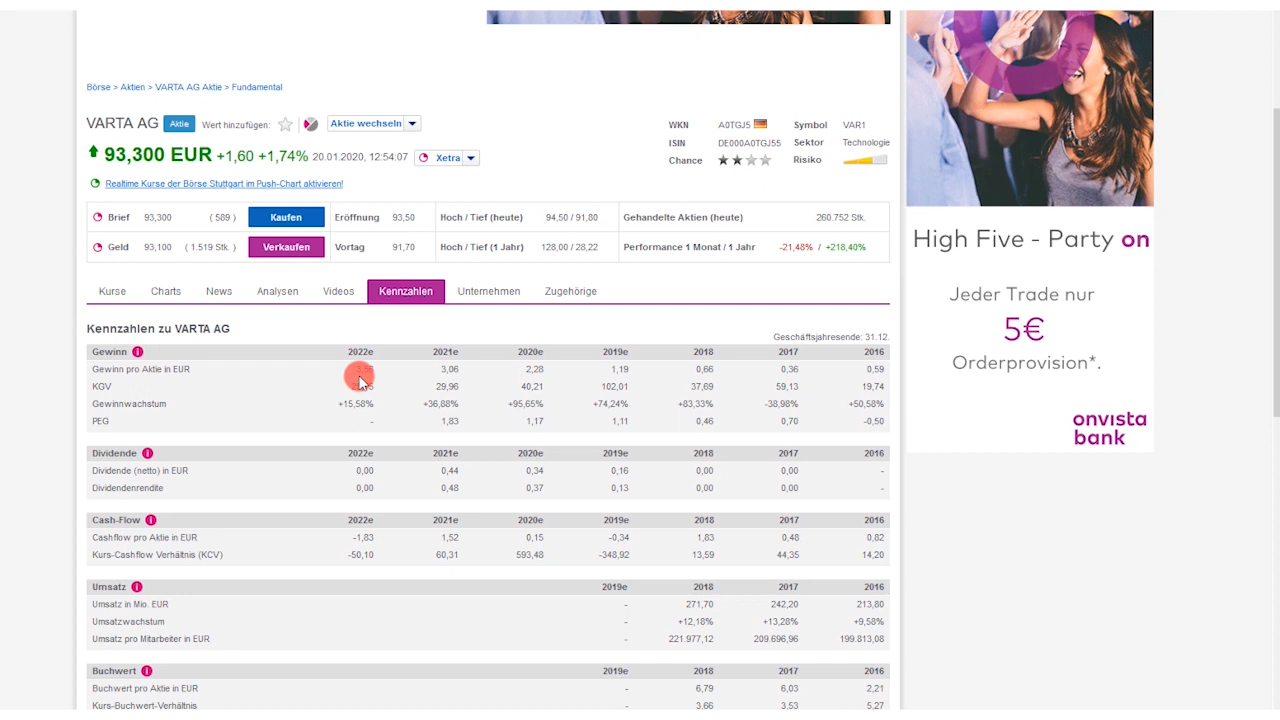 Börse > Aktien > VARTA AG Aktie > Fundamental
VARTA AG Aktie Wert hinzufügen: Aktie wechseln
93,300 EUR +1,60 +1,74% 20.01.2020, 12:54:07 Xetra
Realtime Kurse der Börse Stuttgart im Push-Chart aktivieren!
WKN A0TGJ5 Symbol VAR1
ISIN DE000A0TGJ55 Sektor Technologie
Chance Risiko
Brief 93,300 ( 589 ) Kaufen Eröffnung 93,50 Hoch / Tief (heute) 94,50 / 91,80 Gehandelte Aktien (heute) 260.752 Stk.
Geld 93,100 ( 1.519 Stk. ) Verkaufen Vortag 91,70 Hoch / Tief (1 Jahr) 128,00 / 28,22 Performance 1 Monat / 1 Jahr -21,48% / +218,40%
Kurse Charts News Analysen Videos Kennzahlen Unternehmen Zugehörige
Kennzahlen zu VARTA AG
Geschäftsjahresende: 31.12.
Gewinn 2022e 2021e 2020e 2019e 2018 2017 2016
Gewinn pro Aktie in EUR 3,06 2,28 1,19 0,66 0,36 0,59
KGV 29,96 40,21 102,01 37,69 59,13 19,74
Gewinnwachstum +15,58% +36,88% +95,65% +74,24% +83,33% -38,98% +50,58%
PEG - 1,83 1,17 1,11 0,46 0,70 -0,50
Dividende 2022e 2021e 2020e 2019e 2018 2017 2016
Dividende (netto) in EUR 0,00 0,44 0,34 0,16 0,00 0,00 -
Dividendenrendite 0,00 0,48 0,37 0,13 0,00 0,00 -
Cash-Flow 2022e 2021e 2020e 2019e 2018 2017 2016
Cashflow pro Aktie in EUR -1,83 1,52 0,15 -0,34 1,83 0,48 0,82
Kurs-Cashflow Verhältnis (KCV) -50,10 60,31 593,48 -348,92 13,59 44,35 14,20
Umsatz 2019e 2018 2017 2016
Umsatz in Mio. EUR - 271,70 242,20 213,80
Umsatzwachstum - +12,18% +13,28% +9,58%
Umsatz pro Mitarbeiter in EUR - 221.977,12 209.696,96 199.813,08
Buchwert 2019e 2018 2017 2016
Buchwert pro Aktie in EUR - 6,79 6,03 2,21
Kurs-Buchwert-Verhältnis - 3,66 3,53 5,27
High Five - Party on
Jeder Trade nur
5€
Orderprovision*.
onvista
bank